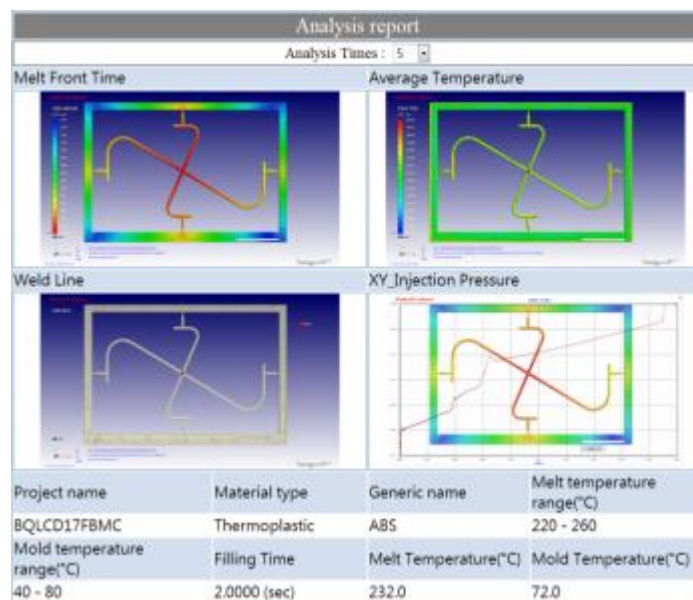 Analysis report
Analysis Times : 5
Melt Front Time
Average Temperature
Weld Line
XY_Injection Pressure
Project name
Material type
Generic name
Melt temperature
range(°C)
BQLCD17FBMC
Thermoplastic
ABS
220 - 260
Mold temperature
range(°C)
Filling Time
Melt Temperature(°C)
Mold Temperature(°C)
40 - 80
2.0000 (sec)
232.0
72.0